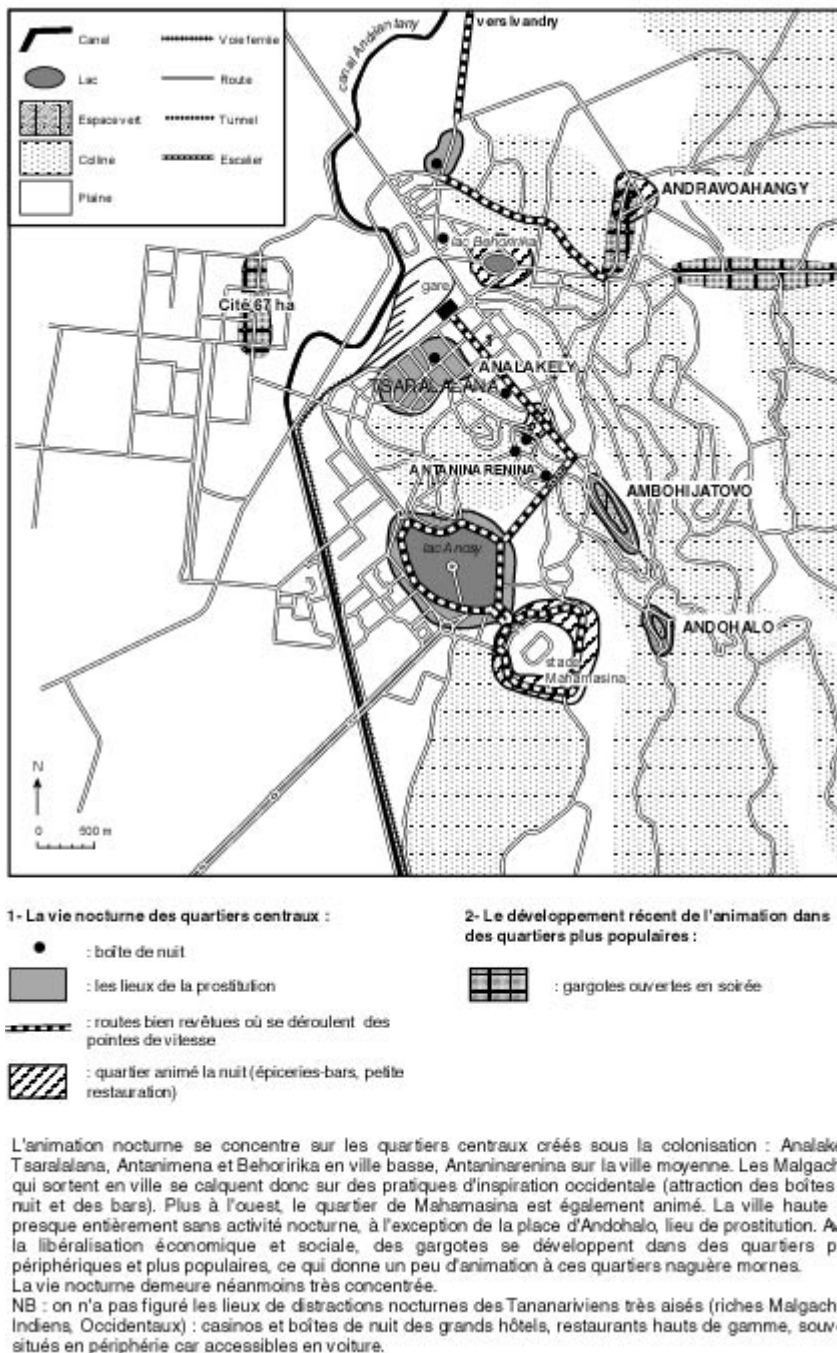 Canal
Voie ferrée
Lac
Route
Espace vert
Tunnel
Colline
Escalier
Plaine
canal Andriantany
vers Ivandry
ANDRAVOAHANGY
lac Behoririka
gare
Cité 67 ha
ANALAKELY
TSARALALANA
ANTANINARENINA
AMBOHIJATOVO
lac Anosy
ANDOHALO
stade
Mahamasina
N
0 500 m
1- La vie nocturne des quartiers centraux :
: boîte de nuit
: les lieux de la prostitution
: routes bien revêtues où se déroulent des
pointes de vitesse
: quartier animé la nuit (épiceries-bars, petite
restauration)
2- Le développement récent de l'animation dans
des quartiers plus populaires :
: gargotes ouvertes en soirée
L'animation nocturne se concentre sur les quartiers centraux créés sous la colonisation : Analake
Tsaralalana, Antanimena et Behoririka en ville basse, Antaninarenina sur la ville moyenne. Les Malgach
qui sortent en ville se calquent donc sur des pratiques d'inspiration occidentale (attraction des boîtes
nuit et des bars). Plus à l'ouest, le quartier de Mahamasina est également animé. La ville haute
presque entièrement sans activité nocturne, à l'exception de la place d'Andohalo, lieu de prostitution. Av
la libéralisation économique et sociale, des gargotes se développent dans des quartiers p
périphériques et plus populaires, ce qui donne un peu d'animation à ces quartiers naguère mornes.
La vie nocturne demeure néanmoins très concentrée.
NB : on n'a pas figuré les lieux de distractions nocturnes des Tananariviens très aisés (riches Malgach
Indiens, Occidentaux) : casinos et boîtes de nuit des grands hôtels, restaurants hauts de gamme, souv
situés en périphérie car accessibles en voiture.